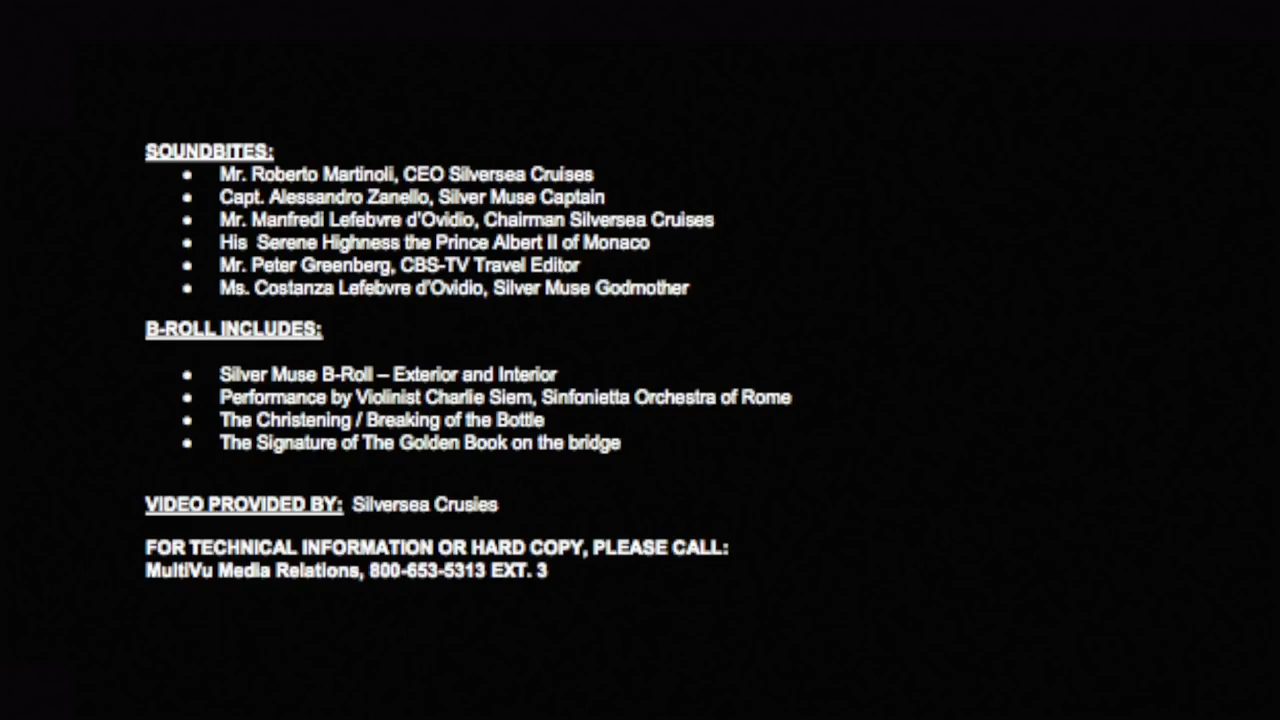 SOUNDBITES:
• Mr. Roberto Martinoli, CEO Silversea Cruises
• Capt. Alessandro Zanello, Silver Muse Captain
• Mr. Manfredi Lefebvre d'Ovidio, Chairman Silversea Cruises
• His  Serene Highness the Prince Albert II of Monaco
• Mr. Peter Greenberg, CBS-TV Travel Editor
• Ms. Costanza Lefebvre d'Ovidio, Silver Muse Godmother
B-ROLL INCLUDES:
• Silver Muse B-Roll – Exterior and Interior
• Performance by Violinist Charlie Siem, Sinfonietta Orchestra of Rome
• The Christening / Breaking of the Bottle
• The Signature of The Golden Book on the bridge
VIDEO PROVIDED BY:  Silversea Crusies
FOR TECHNICAL INFORMATION OR HARD COPY, PLEASE CALL:
MultiVu Media Relations, 800-653-5313 EXT. 3